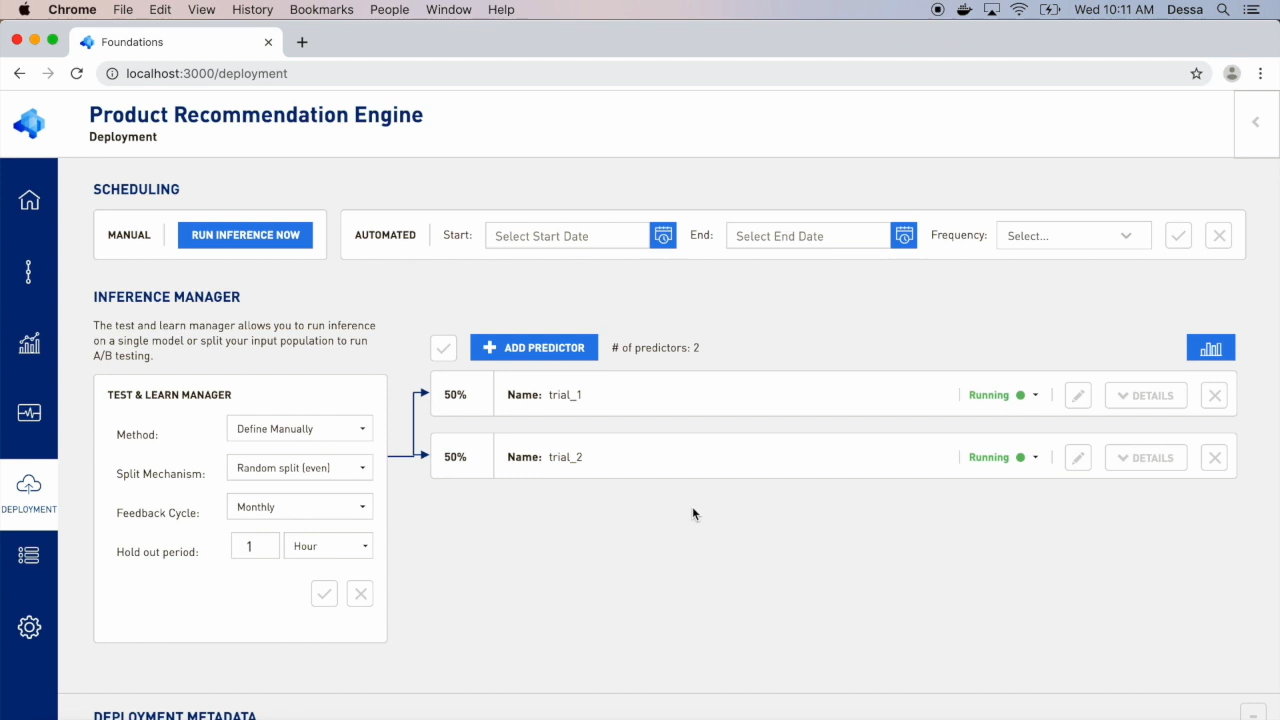 Chrome File Edit View History Bookmarks People Window Help Wed 10:11 AM Dessa
Foundations
localhost:3000/deployment
Product Recommendation Engine
Deployment
SCHEDULING
MANUAL RUN INFERENCE NOW AUTOMATED Start: Select Start Date End: Select End Date Frequency: Select...
INFERENCE MANAGER
The test and learn manager allows you to run inference
on a single model or split your input population to run
A/B testing.
ADD PREDICTOR # of predictors: 2
TEST & LEARN MANAGER
Method: Define Manually
Split Mechanism: Random split (even)
Feedback Cycle: Monthly
Hold out period: 1 Hour
50% Name: trial_1 Running DETAILS
50% Name: trial_2 Running DETAILS
DEPLOYMENT
DEPLOYMENT METADATA